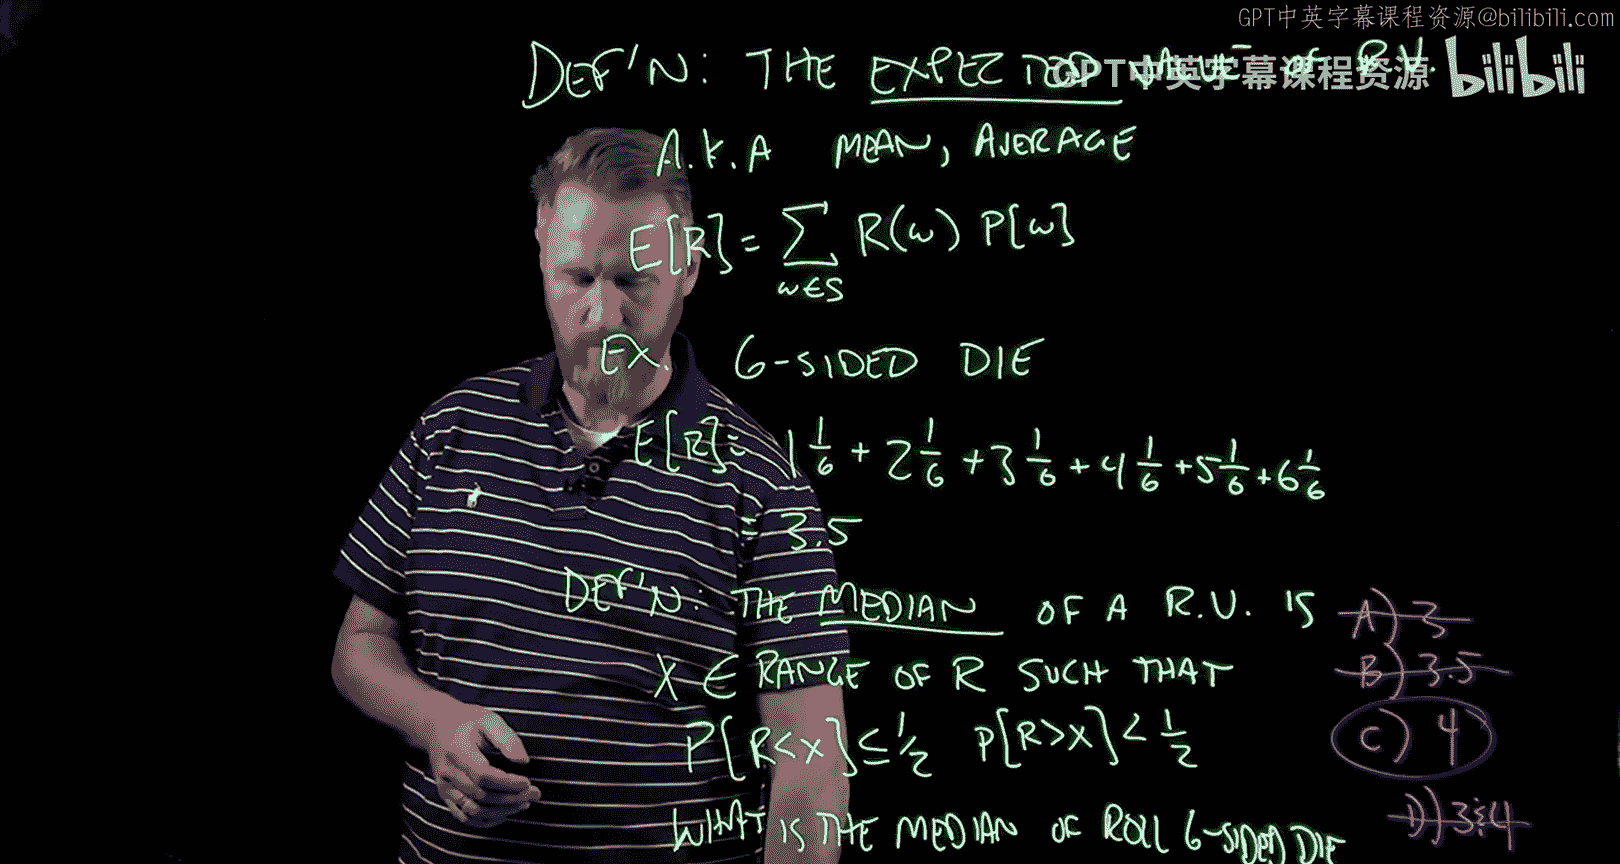 GPT中英字幕课程资源@bilibili.com
DEF'N: THE EXPECTED VALUE OF R.V.
GPT中英字幕课程资源 bilibili
A.K.A MEAN, AVERAGE
E[R] = ∑ R(ω) P[ω]
ω∈S
EX. 6-SIDED DIE
E[R] = 1 1/6 + 2 1/6 + 3 1/6 + 4 1/6 + 5 1/6 + 6 1/6
= 3.5
DEF'N: THE MEDIAN OF A R.V. IS
X ∈ RANGE OF R SUCH THAT
P[R<X] ≤ 1/2 P[R>X] < 1/2
WHAT IS THE MEDIAN OF ROLL 6-SIDED DIE
A) 3
B) 3.5
C) 4
D) 3 & 4